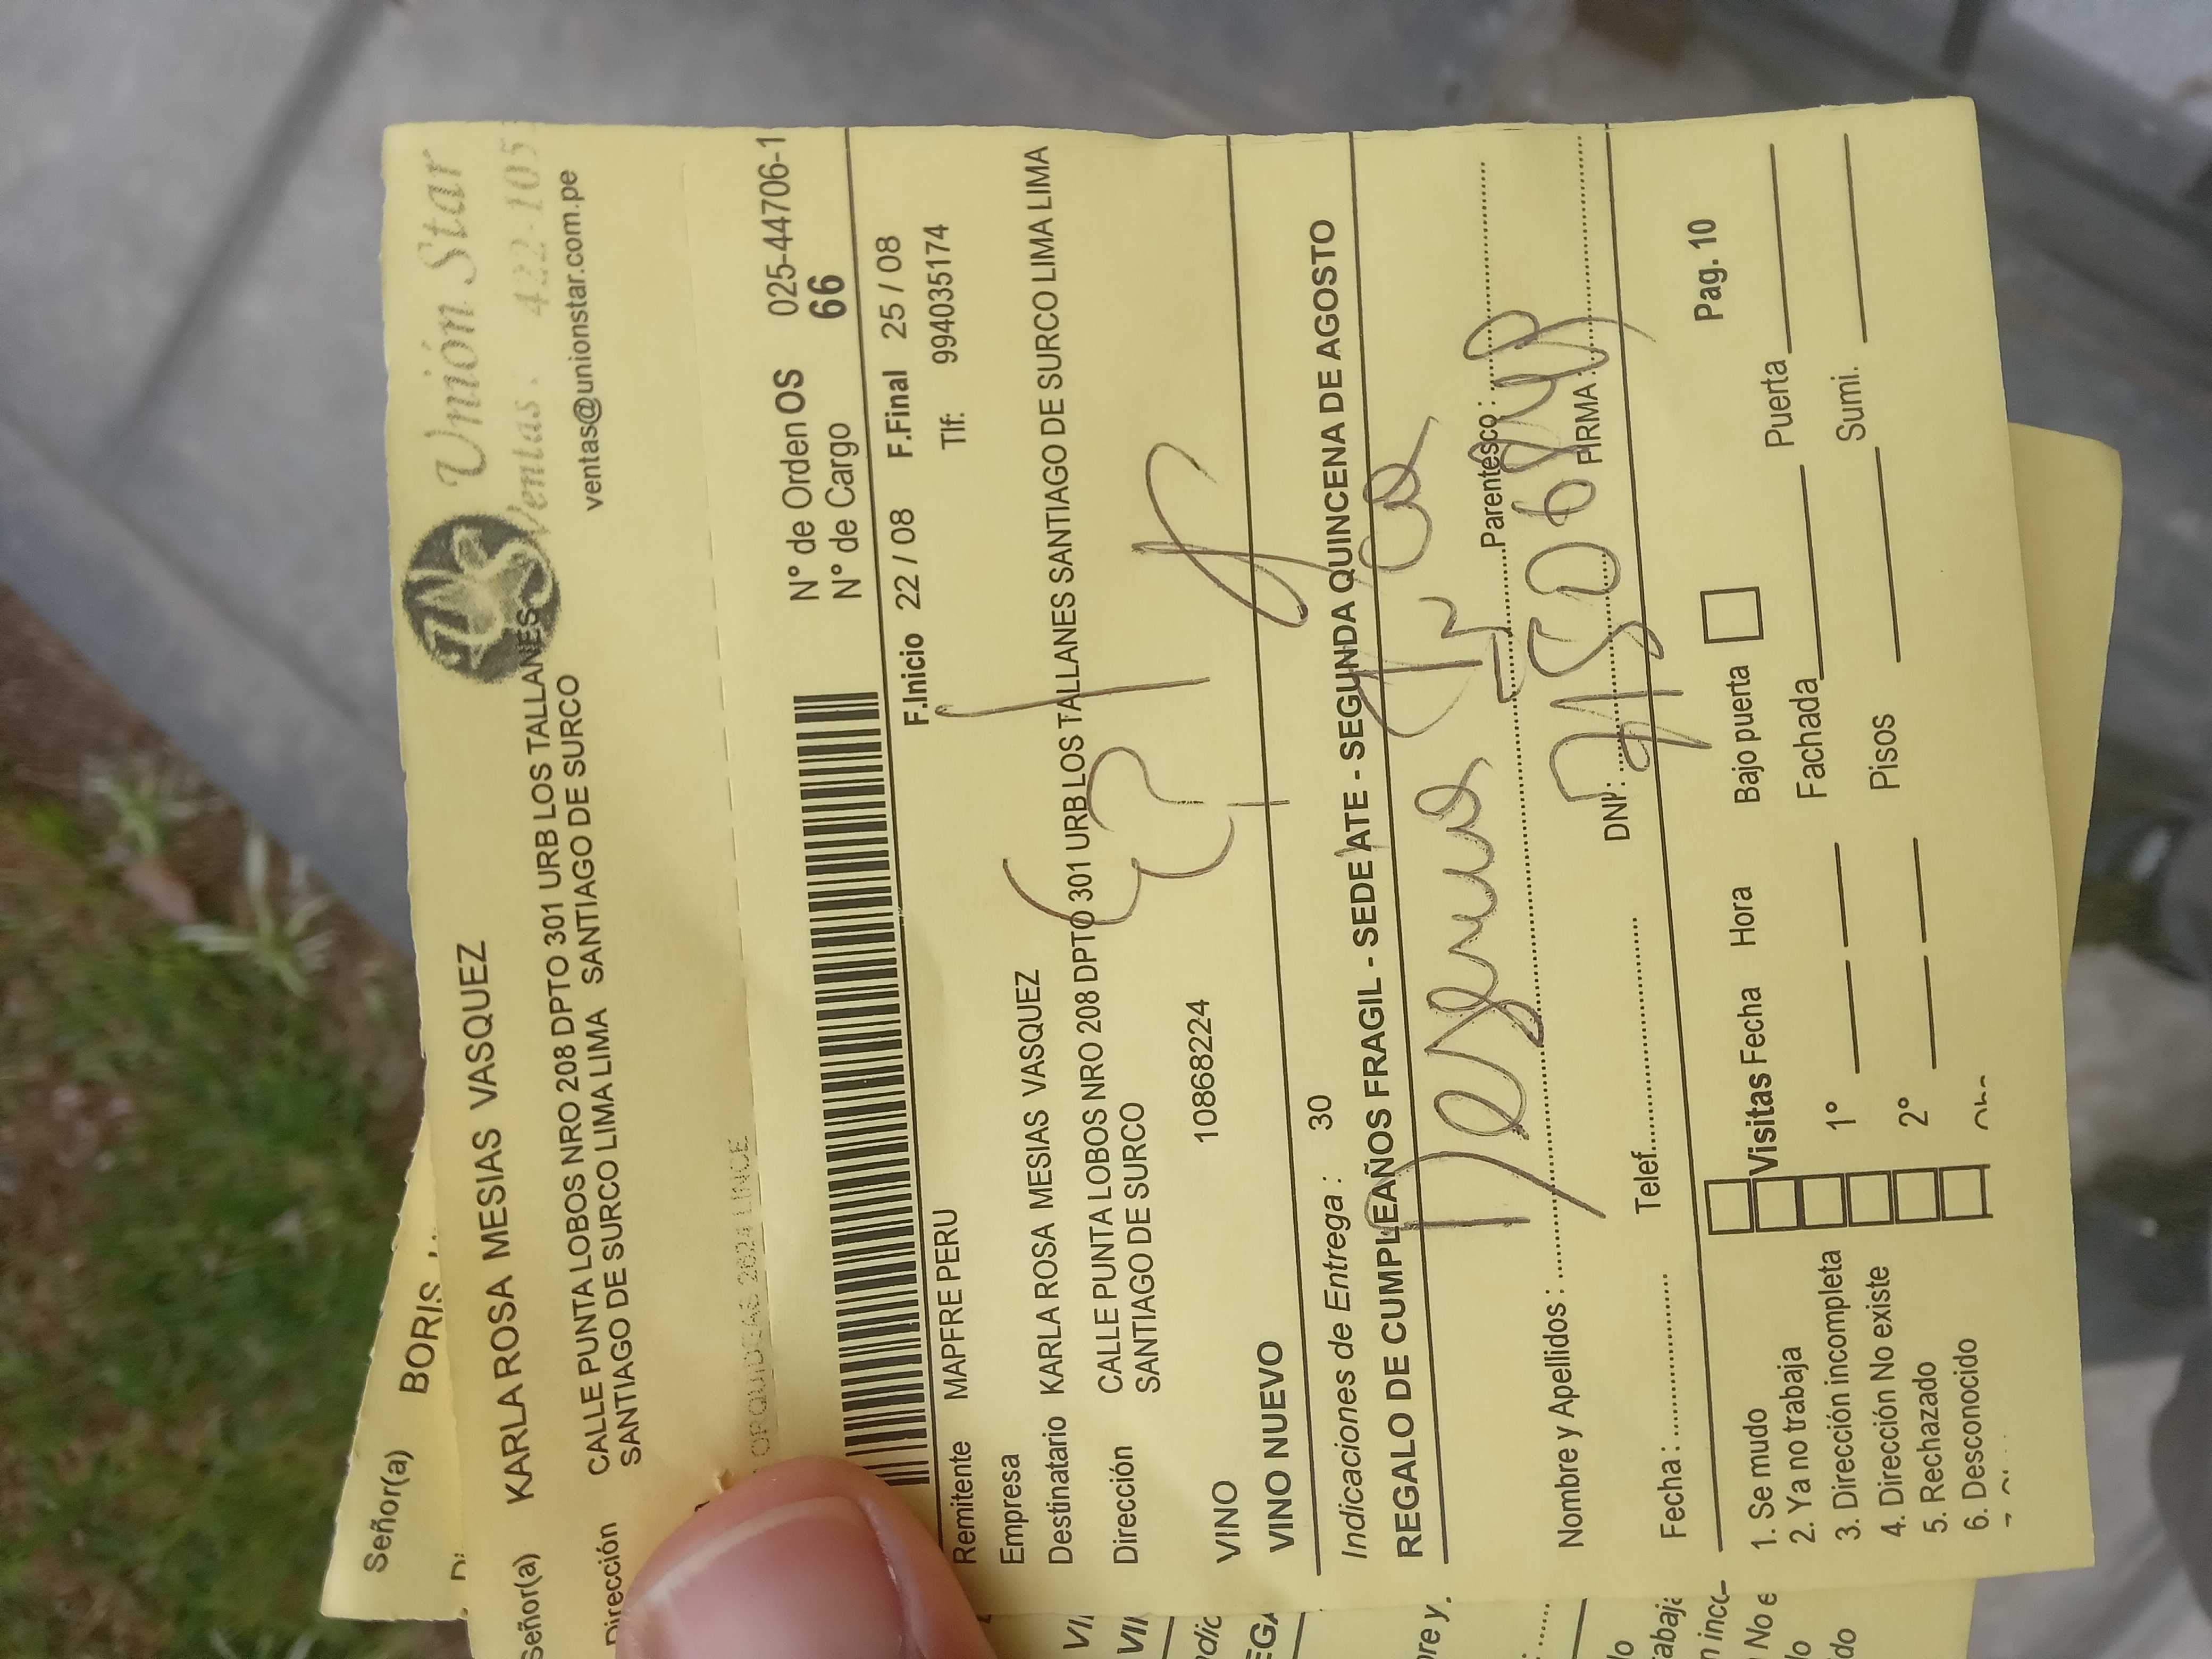 Señor(a) BORIS
Unión Star
Ventas: 422-105
ventas@unionstar.com.pe
Señor(a) KARLA ROSA MESIAS VASQUEZ
Dirección CALLE PUNTA LOBOS NRO 208 DPTO 301 URB LOS TALLANES
SANTIAGO DE SURCO LIMA LIMA SANTIAGO DE SURCO
ORQUIDEAS 2624 LINCE
N° de Orden OS 025-44706-1
N° de Cargo 66
F.Inicio 22 / 08 F.Final 25 / 08
Remitente MAPFRE PERU Tlf: 994035174
Empresa
Destinatario KARLA ROSA MESIAS VASQUEZ
Dirección CALLE PUNTA LOBOS NRO 208 DPTO 301 URB LOS TALLANES SANTIAGO DE SURCO LIMA LIMA
SANTIAGO DE SURCO
VINO 10868224
VINO NUEVO
Indicaciones de Entrega : 30
REGALO DE CUMPLEAÑOS FRAGIL - SEDE ATE - SEGUNDA QUINCENA DE AGOSTO
Nombre y Apellidos : Parentesco :
Fecha : Telef. DNI: FIRMA :
Pag. 10
1. Se mudo Visitas Fecha Hora Bajo puerta
2. Ya no trabaja
3. Dirección incompleta 1° Fachada Puerta
4. Dirección No existe
5. Rechazado 2° Pisos Sumi.
6. Desconocido